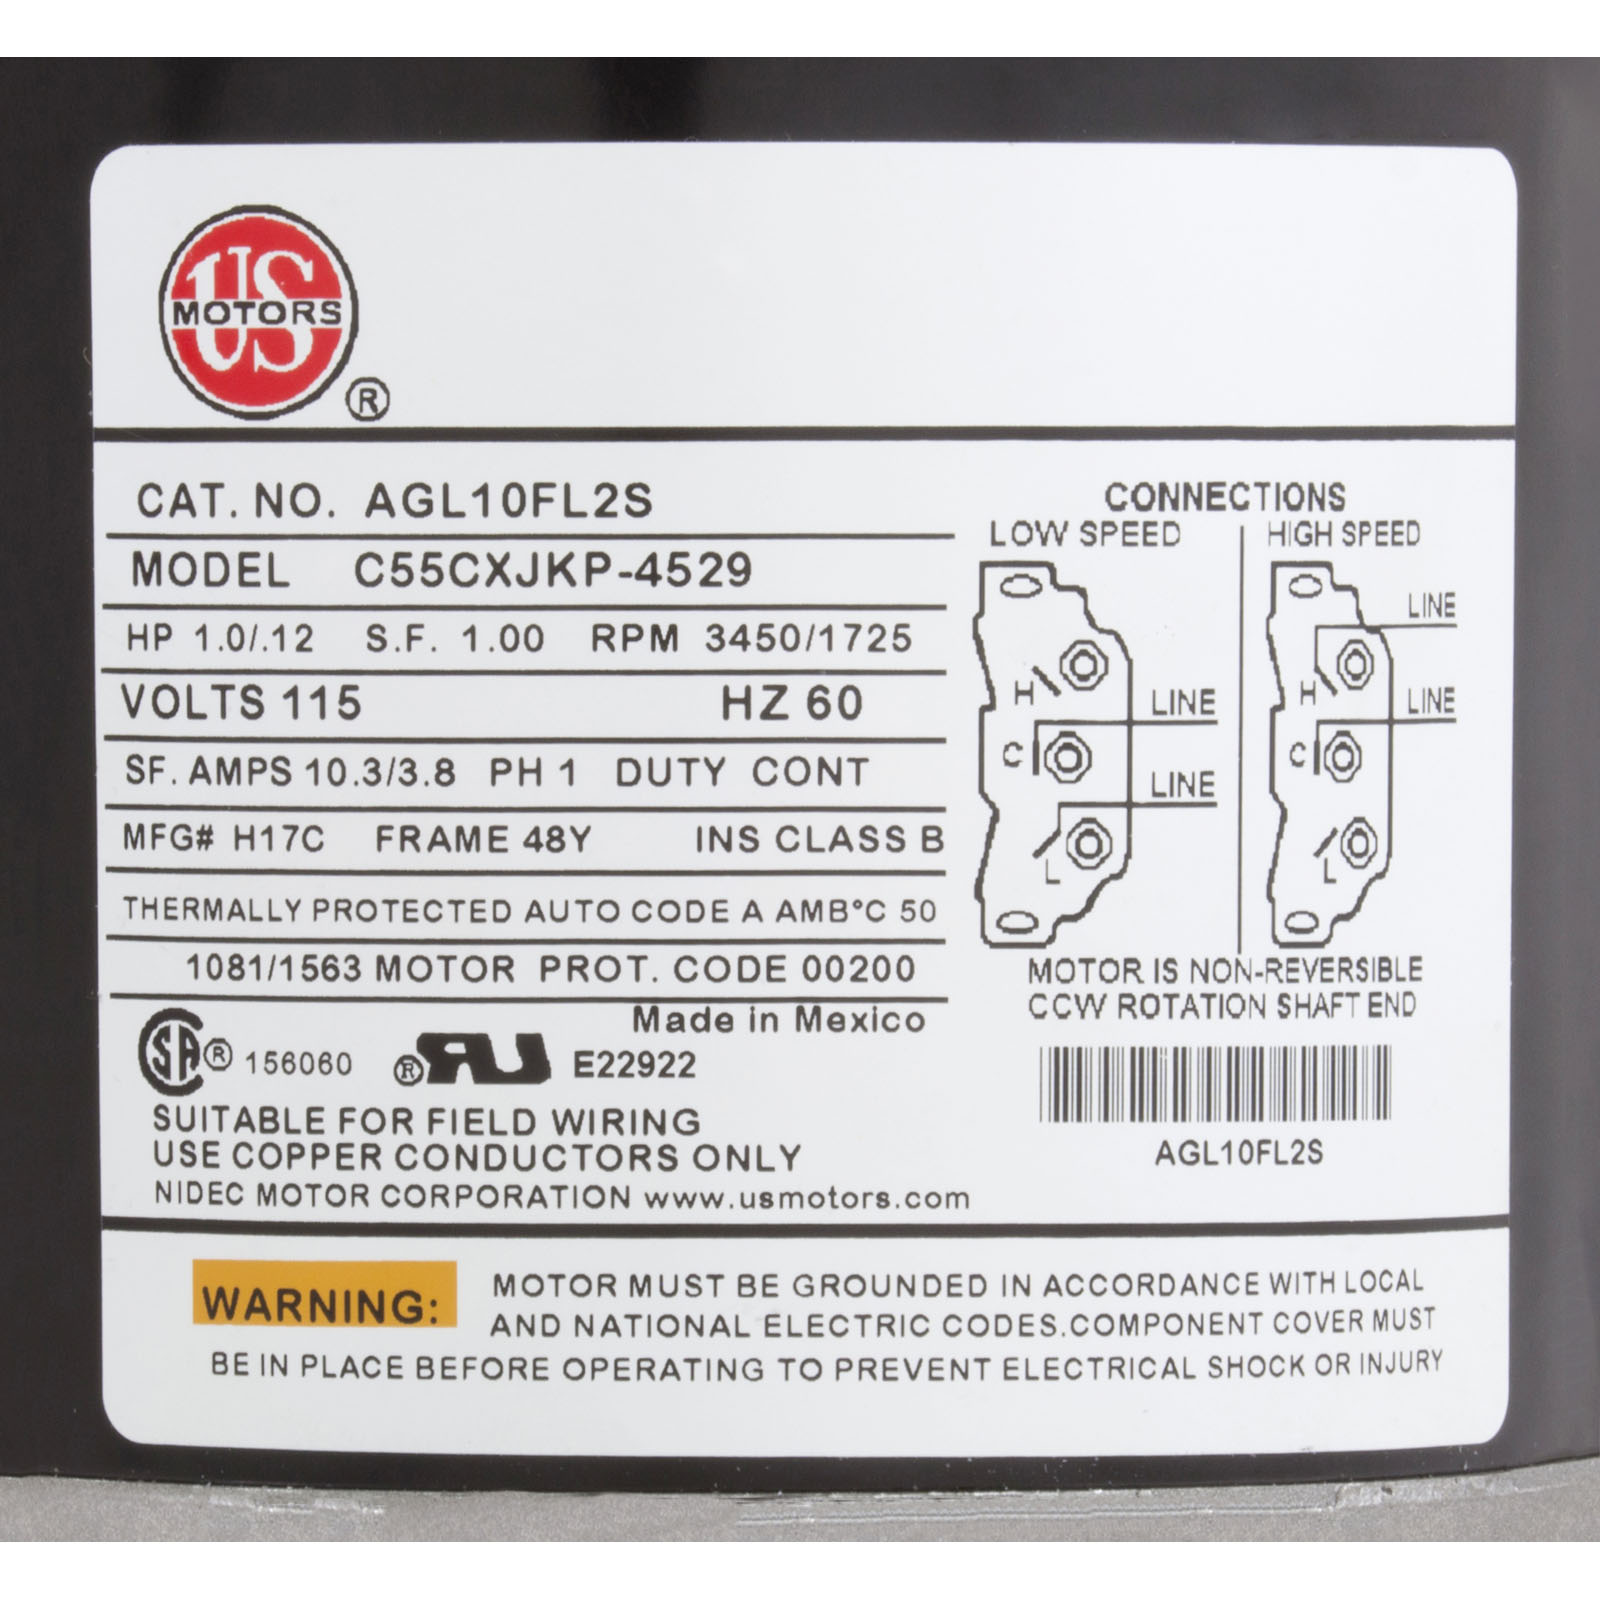 US
MOTORS
®
CAT. NO. AGL10FL2S
MODEL C55CXJKP-4529
HP 1.0/.12 S.F. 1.00 RPM 3450/1725
VOLTS 115 HZ 60
SF. AMPS 10.3/3.8 PH 1 DUTY CONT
MFG# H17C FRAME 48Y INS CLASS B
THERMALLY PROTECTED AUTO CODE A AMB°C 50
1081/1563 MOTOR PROT. CODE 00200
Made in Mexico
SA ® 156060 ® RU E22922
SUITABLE FOR FIELD WIRING
USE COPPER CONDUCTORS ONLY
NIDEC MOTOR CORPORATION www.usmotors.com
CONNECTIONS
LOW SPEED
H
LINE
C
LINE
L
HIGH SPEED
LINE
H
LINE
C
L
MOTOR IS NON-REVERSIBLE
CCW ROTATION SHAFT END
AGL10FL2S
WARNING: MOTOR MUST BE GROUNDED IN ACCORDANCE WITH LOCAL
AND NATIONAL ELECTRIC CODES.COMPONENT COVER MUST
BE IN PLACE BEFORE OPERATING TO PREVENT ELECTRICAL SHOCK OR INJURY